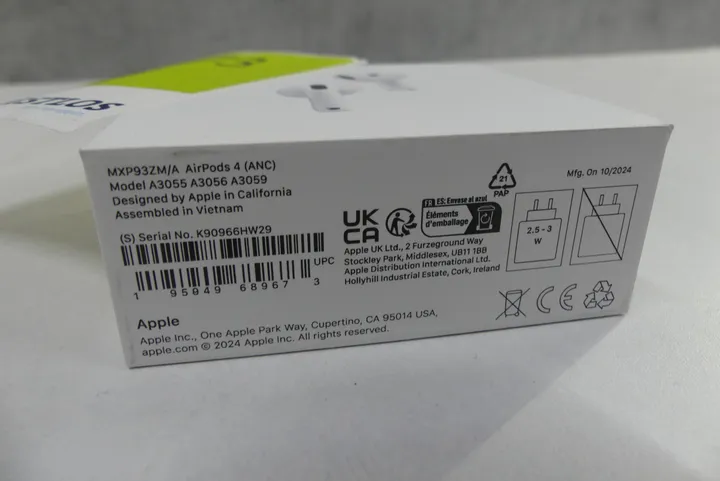 MXP93ZM/A AirPods 4 (ANC)
Model A3055 A3056 A3059
Designed by Apple in California
Assembled in Vietnam
(S) Serial No. K90966HW29
UPC
1 95049 68967 3
Apple
Apple Inc., One Apple Park Way, Cupertino, CA 95014 USA,
apple.com © 2024 Apple Inc. All rights reserved.
UK
CA
FR ES: Envase al azul
Éléments
d'emballage
Apple UK Ltd., 2 Furzeground Way
Stockley Park, Middlesex, UB11 1BB
Apple Distribution International Ltd.
Hollyhill Industrial Estate, Cork, Ireland
21
PAP
Mfg. On 10/2024
2.5 - 3
W
CE